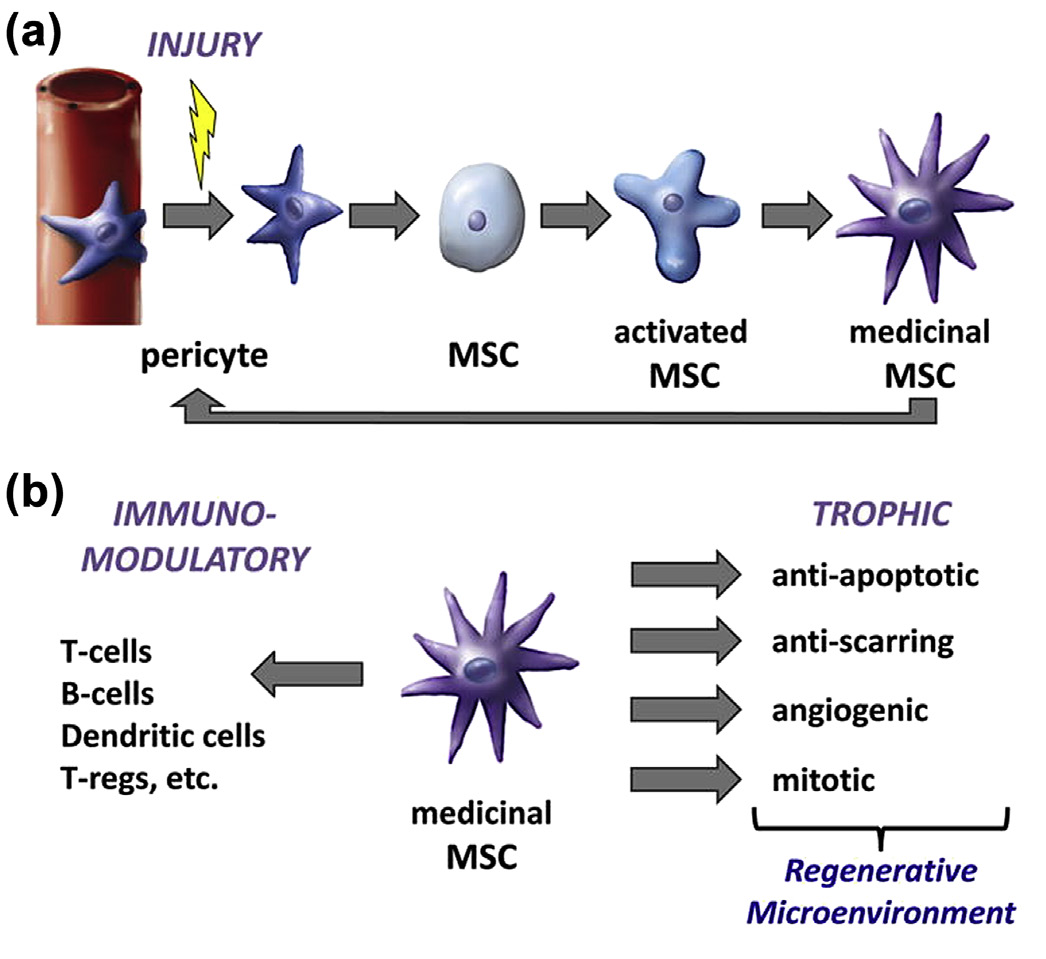 (a)
INJURY
pericyte
MSC
activated
MSC
medicinal
MSC
(b)
IMMUNO-
MODULATORY
T-cells
B-cells
Dendritic cells
T-regs, etc.
medicinal
MSC
TROPHIC
anti-apoptotic
anti-scarring
angiogenic
mitotic
Regenerative
Microenvironment